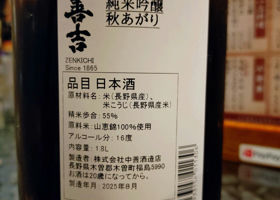 善吉
純米吟醸
秋あがり
ZENKICHI
Since 1865
品目 日本酒
原材料名：米(長野県産)、
米こうじ(長野県産米)
精米歩合：55%
原料米：山恵錦100%使用
アルコール分：16度
内容量：1.8L
製造者：株式会社中善酒造店
長野県木曽郡木曽町福島5990
お酒は20歳になってから。
製造年月：2025年8月